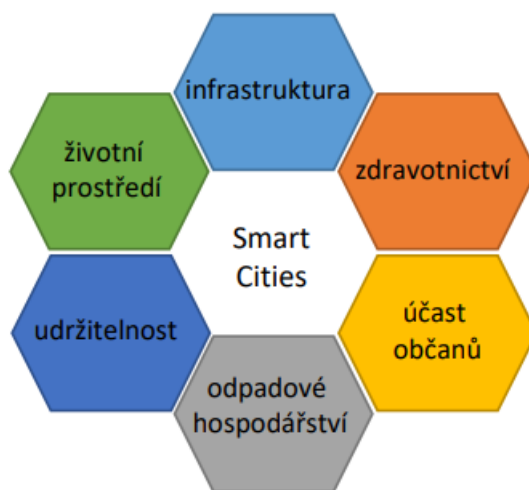 infrastruktura
životní
prostředí
zdravotnictví
Smart
Cities
udržitelnost
účast
občanů
odpadové
hospodářství